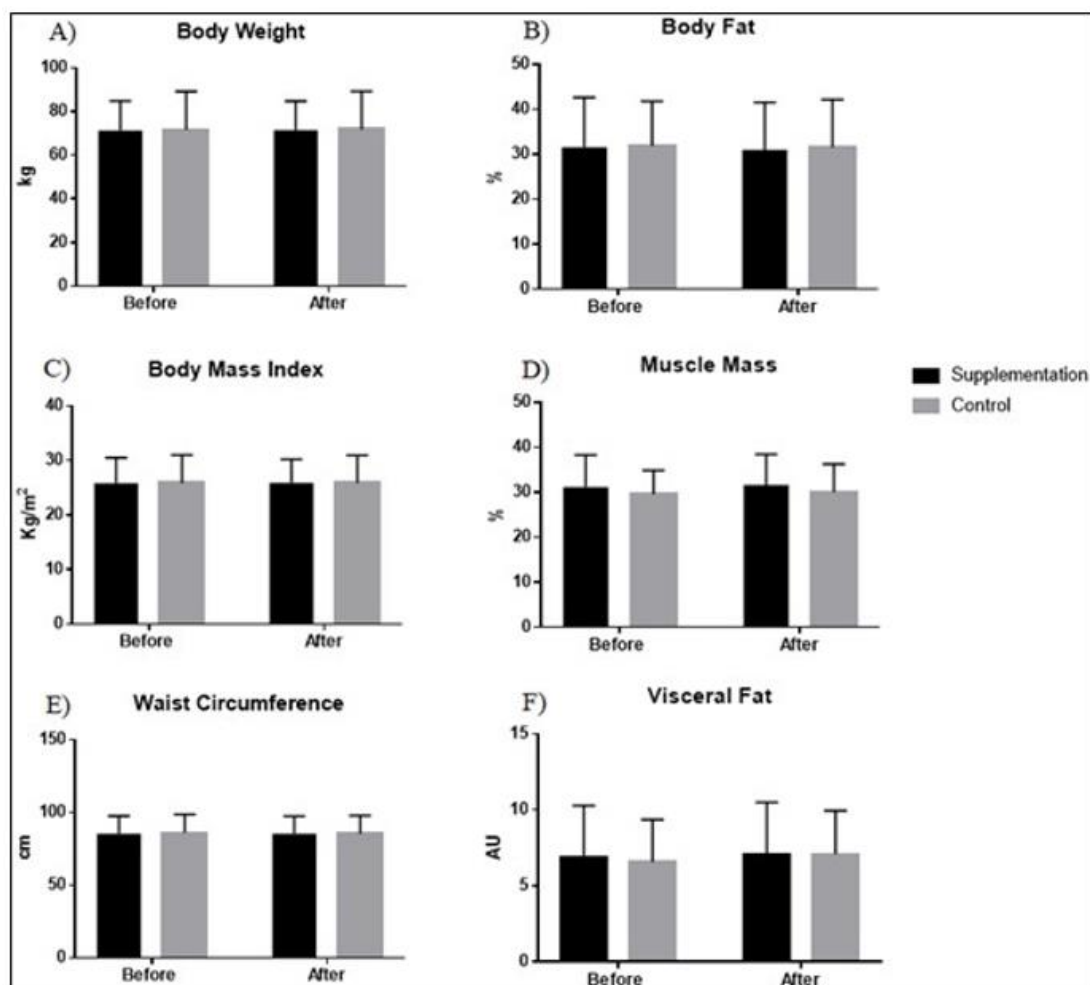 A) Body Weight
100
80
60
40
20
0
kg
Before After
B) Body Fat
50
40
30
20
10
0
%
Before After
C) Body Mass Index
40
30
20
10
0
Kg/m²
Before After
D) Muscle Mass
50
40
30
20
10
0
%
Before After
Supplementation
Control
E) Waist Circumference
150
100
50
0
cm
Before After
F) Visceral Fat
15
10
5
0
AU
Before After